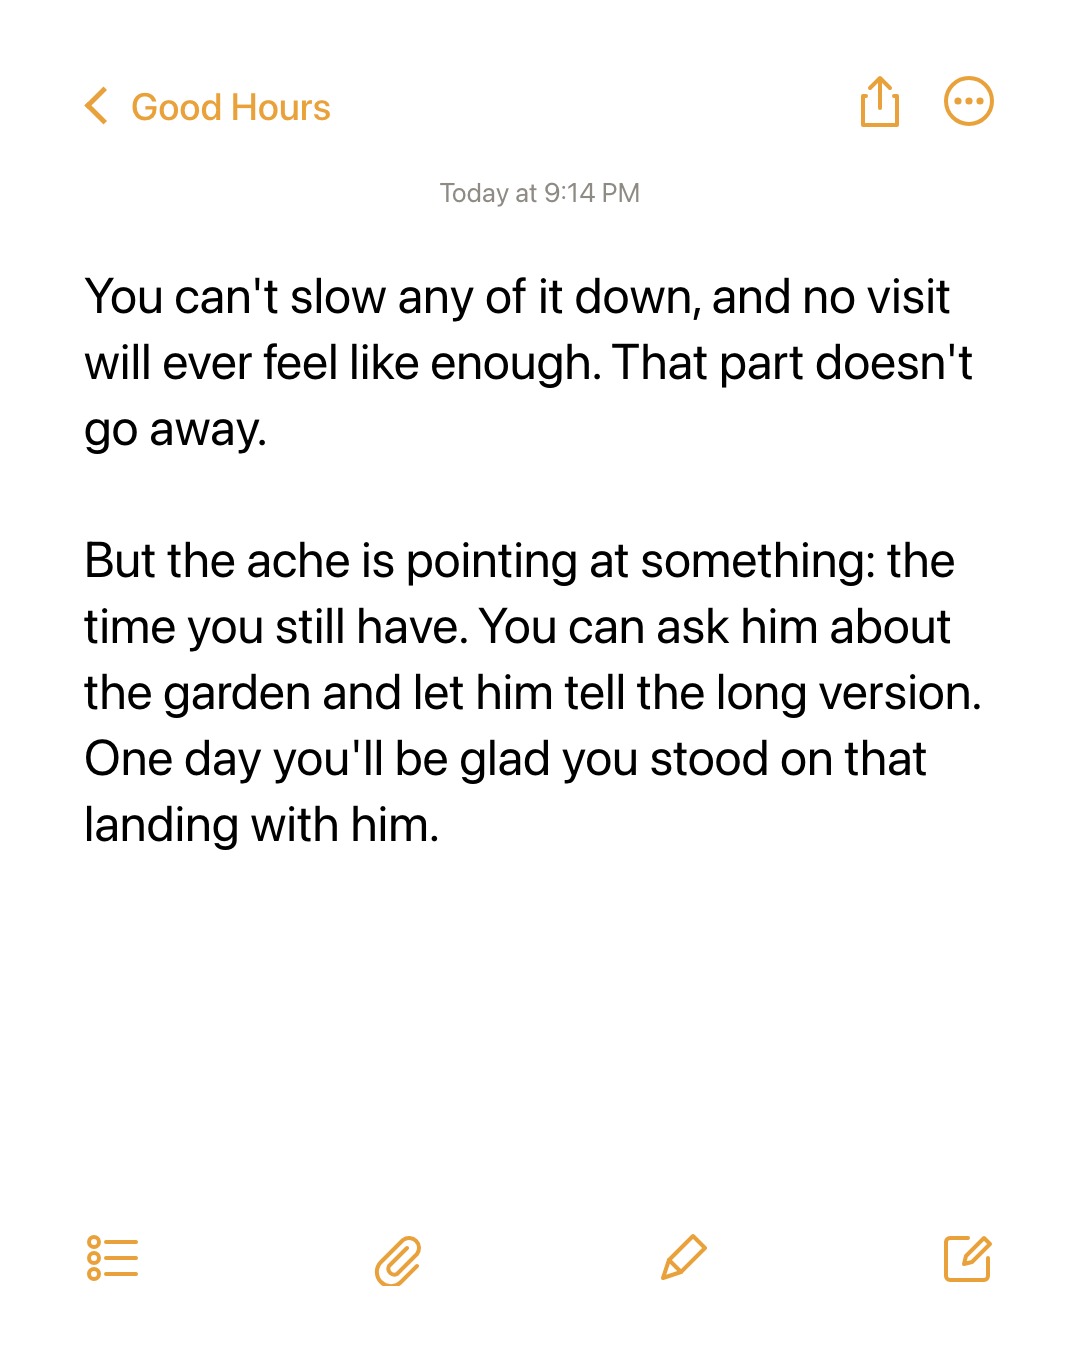 Good Hours
Today at 9:14 PM
You can't slow any of it down, and no visit
will ever feel like enough. That part doesn't
go away.
But the ache is pointing at something: the
time you still have. You can ask him about
the garden and let him tell the long version.
One day you'll be glad you stood on that
landing with him.